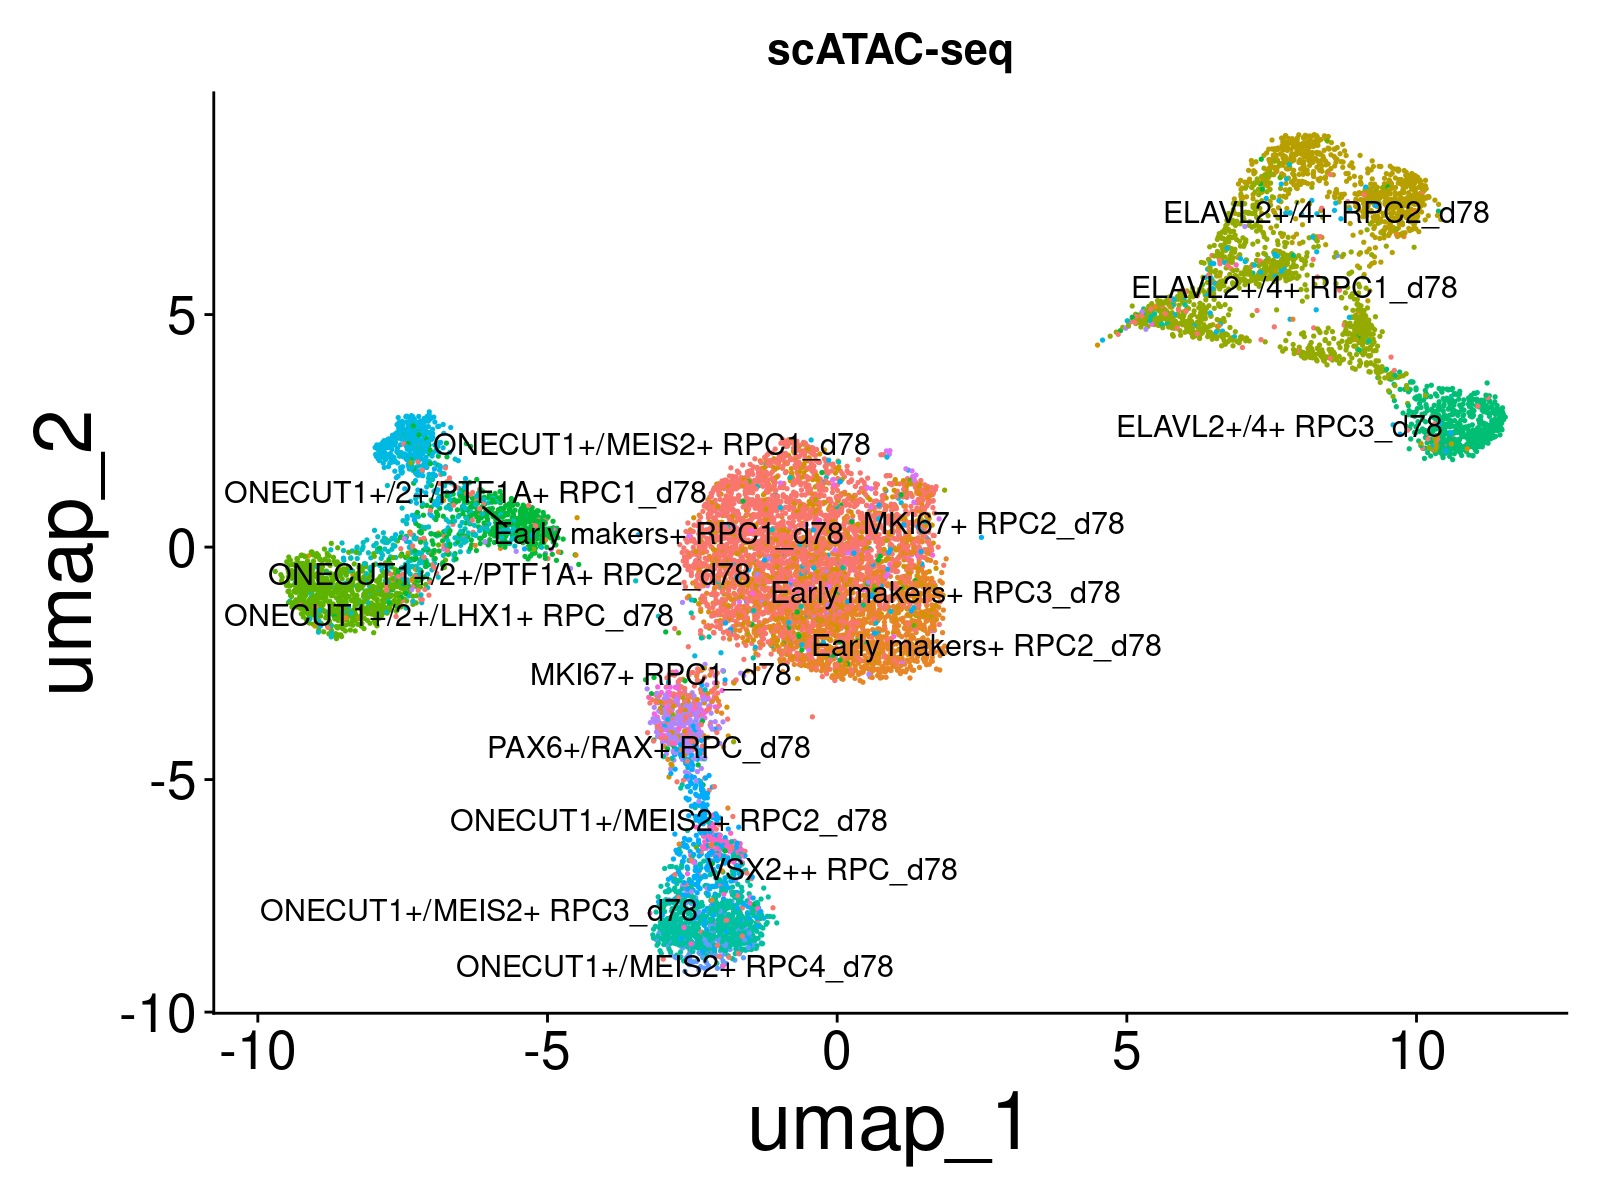 scATAC-seq
ELAVL2+/4+ RPC2_d78
ELAVL2+/4+ RPC1_d78
5
ELAVL2+/4+ RPC3_d78
ONECUT1+/MEIS2+ RPC1_d78
ONECUT1+/2+/PTF1A+ RPC1_d78
MKI67+ RPC2_d78
Early makers+ RPC1_d78
0
ONECUT1+/2+/PTF1A+ RPC2_d78
Early makers+ RPC3_d78
ONECUT1+/2+/LHX1+ RPC_d78
Early makers+ RPC2_d78
MKI67+ RPC1_d78
PAX6+/RAX+ RPC_d78
-5
ONECUT1+/MEIS2+ RPC2_d78
VSX2++ RPC_d78
ONECUT1+/MEIS2+ RPC3_d78
ONECUT1+/MEIS2+ RPC4_d78
-10
umap_2
-10 -5 0 5 10
umap_1